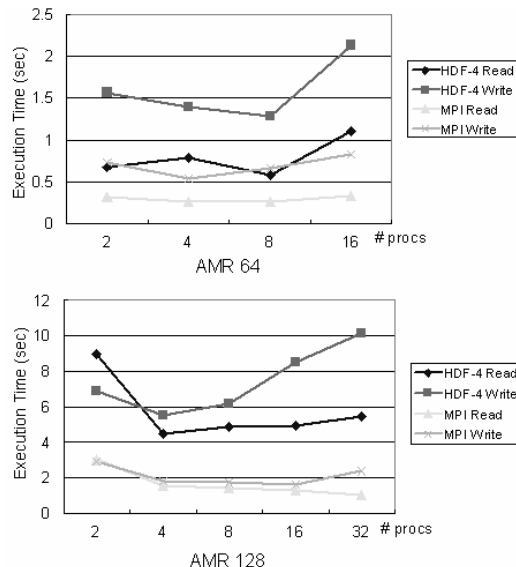 2.5
2
1.5
1
0.5
0
Execution Time (sec)
2 4 8 16 # procs
AMR 64
HDF-4 Read
HDF-4 Write
MPI Read
MPI Write
12
10
8
6
4
2
0
Execution Time (sec)
2 4 8 16 32 # procs
AMR 128
HDF-4 Read
HDF-4 Write
MPI Read
MPI Write